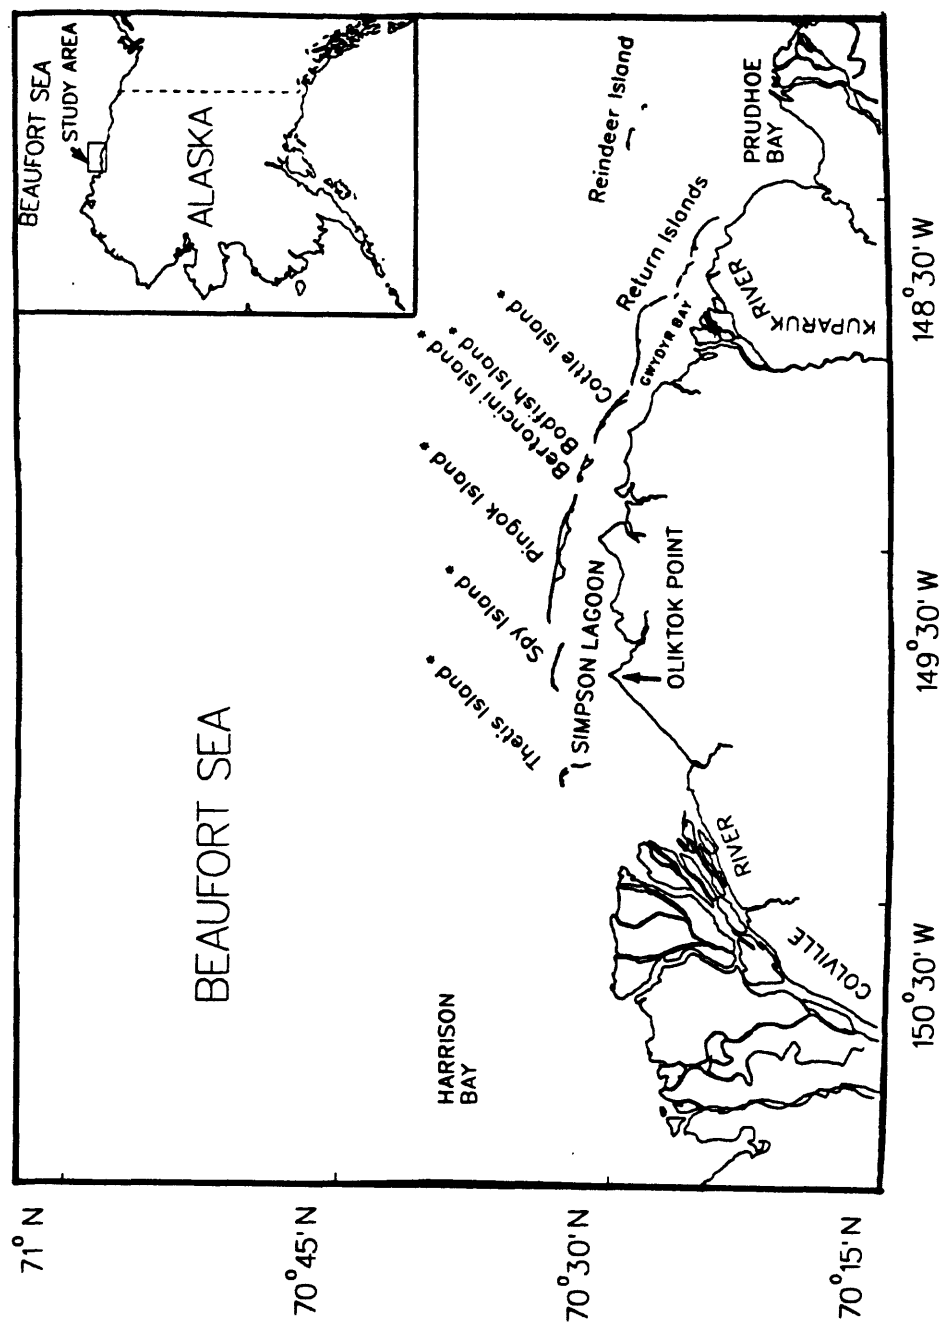 BEAUFORT SEA
STUDY AREA
ALASKA
BEAUFORT SEA
HARRISON
BAY
Thetis Island *
Spy Island *
Pingok Island *
Bertoncini Island *
Bodfish Island *
Cottle Island *
Return Islands
Reindeer Island
SIMPSON LAGOON
GWYDYR BAY
PRUDHOE
BAY
OLIKTOK POINT
COLVILLE
RIVER
KUPARUK
RIVER
71° N
70°45' N
70°30' N
70°15' N
150°30' W
149°30' W
148°30' W